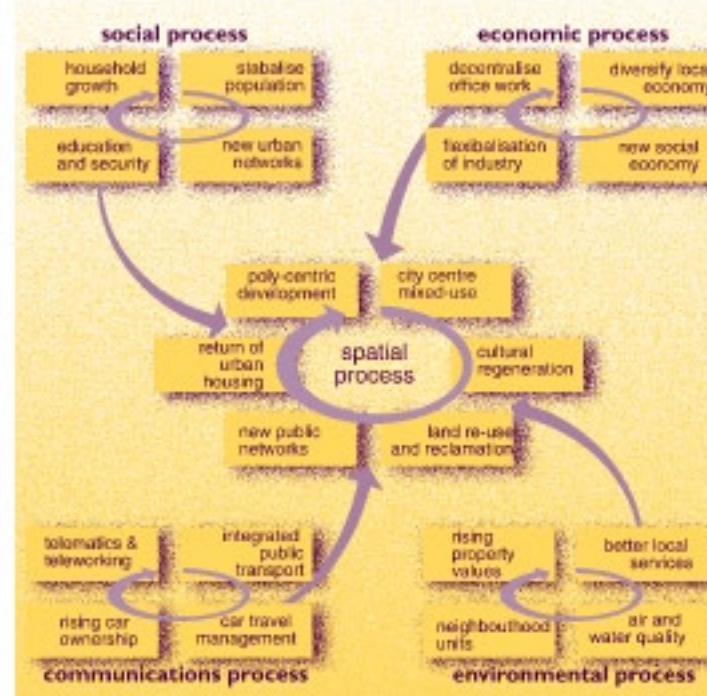 social process
household
growth
stabalise
population
education
and security
new urban
networks
economic process
decentralise
office work
diversify local
economy
flexibalisation
of industry
new social
economy
poly-centric
development
city centre
mixed-use
return of
urban
housing
spatial
process
cultural
regeneration
new public
networks
land re-use
and reclamation
telematics &
teleworking
integrated
public
transport
rising car
ownership
car travel
management
communications process
rising
property
values
better local
services
neighbouthood
units
air and
water quality
environmental process